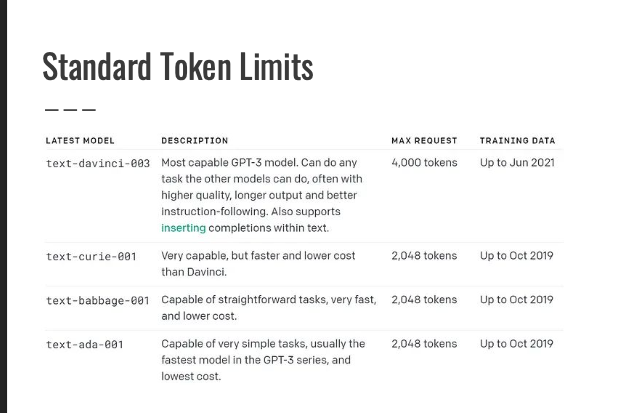 Standard Token Limits
LATEST MODEL DESCRIPTION MAX REQUEST TRAINING DATA
text-davinci-003 Most capable GPT-3 model. Can do any 4,000 tokens Up to Jun 2021
task the other models can do, often with
higher quality, longer output and better
instruction-following. Also supports
inserting completions within text.
text-curie-001 Very capable, but faster and lower cost 2,048 tokens Up to Oct 2019
than Davinci.
text-babbage-001 Capable of straightforward tasks, very fast, 2,048 tokens Up to Oct 2019
and lower cost.
text-ada-001 Capable of very simple tasks, usually the 2,048 tokens Up to Oct 2019
fastest model in the GPT-3 series, and
lowest cost.